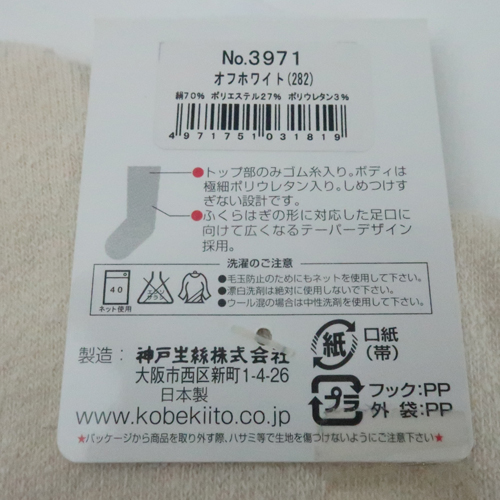 No.3971
オフホワイト(282)
絹70% ポリエステル27% ポリウレタン3%
4971751031819
●トップ部のみゴム糸入り。ボディは
極細ポリウレタン入り。しめつけす
ぎない設計です。
●ふくらはぎの形に対応した足口に
向けて広くなるテーパーデザイン
採用。
洗濯のご注意
40
ネット使用
●毛玉防止のためにもネットを使用して下さい。
●漂白洗剤は絶対に使用しないで下さい。
●ウール混の場合は中性洗剤を使用して下さい。
製造：神戸生絲株式会社
大阪市西区新町1-4-26
日本製
www.kobekiito.co.jp
紙
口紙
(帯)
プラ
フック:PP
外 袋:PP
★パッケージから商品を取り外す際、ハサミ等で生地を傷つけないようにご注意下さい。★